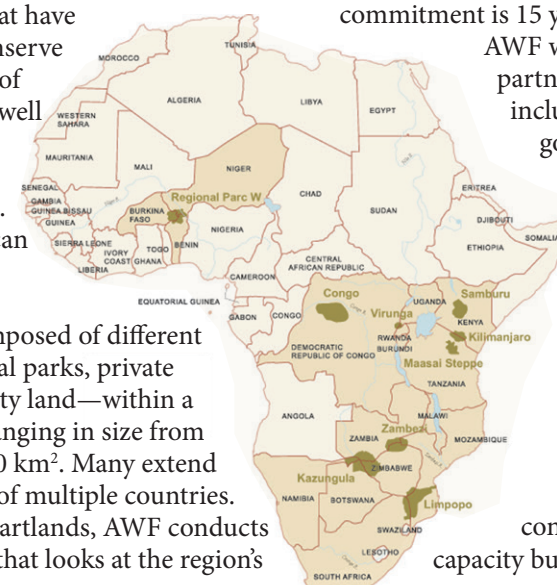 at have
nserve
of
well
.
can
mposed of different
al parks, private
ty land—within a
anging in size from
0 km². Many extend
of multiple countries.
artlands, AWF conducts
that looks at the region's
commitment is 15 y
AWF w
partn
inclu
go
con
capacity bu
TUNISIA
MOROCCO
ALGERIA
LIBYA
EGYPT
WESTERN
SAHARA
MAURITANIA
MALI
NIGER
CHAD
SUDAN
ERITREA
DJIBOUTI
SOMALIA
ETHIOPIA
SENEGAL
GAMBIA
GUINEA BISSAU
GUINEA
SIERRA LEONE
LIBERIA
IVORY
COAST
GHANA
TOGO
BENIN
BURKINA
FASO
Regional Parc W
NIGERIA
CAMEROON
CENTRAL
AFRICAN REPUBLIC
EQUATORIAL GUINEA
GABON
CONGO
Congo
DEMOCRATIC
REPUBLIC OF CONGO
Virunga
UGANDA
RWANDA
BURUNDI
Samburu
KENYA
Kilimanjaro
Maasai Steppe
TANZANIA
ANGOLA
ZAMBIA
Zambezi
MALAWI
MOZAMBIQUE
Kazungula
ZIMBABWE
NAMIBIA
BOTSWANA
Limpopo
SWAZILAND
LESOTHO
SOUTH AFRICA